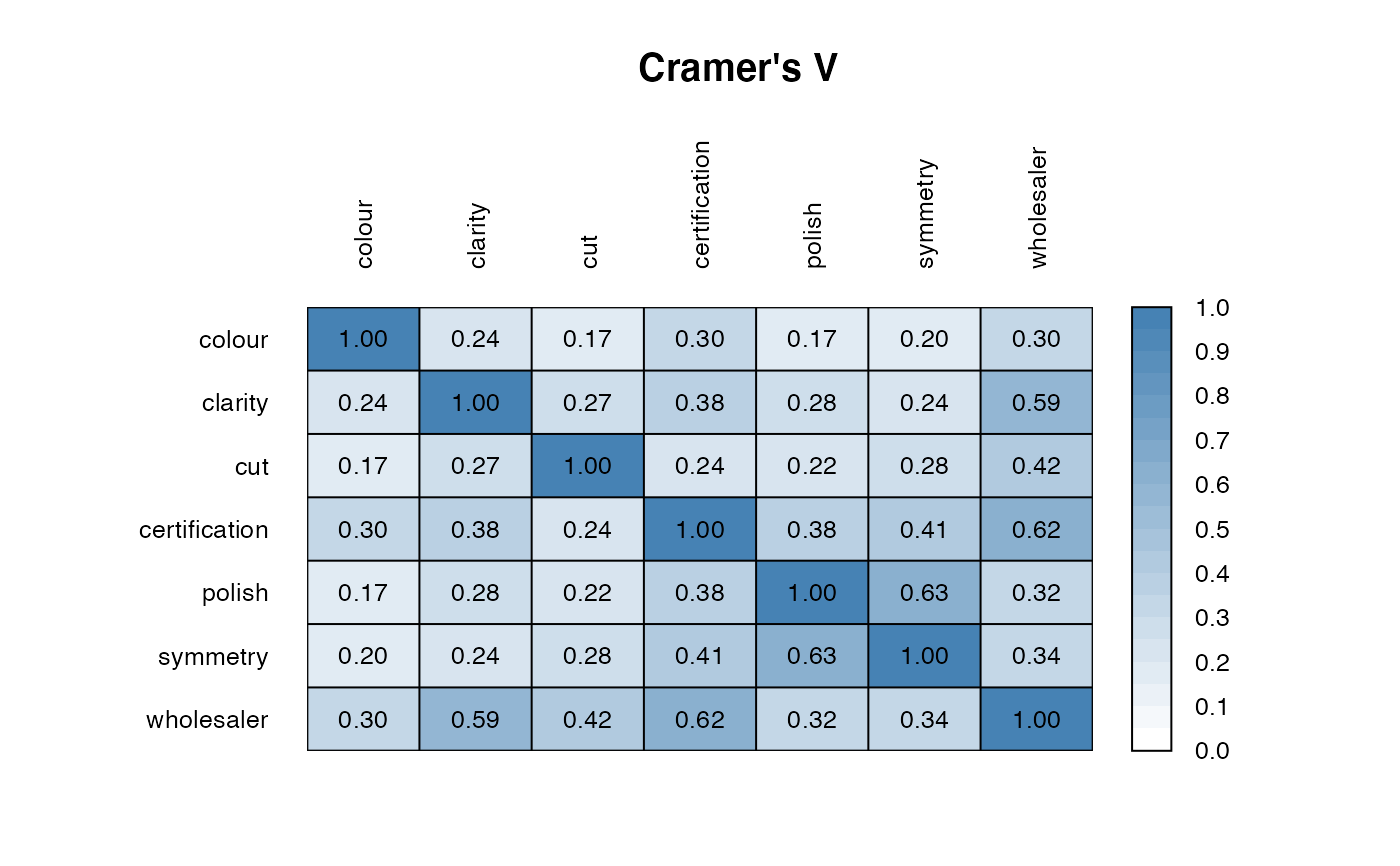 Cramer's V
colour clarity cut certification polish symmetry wholesaler
colour 1.00 0.24 0.17 0.30 0.17 0.20 0.30
clarity 0.24 1.00 0.27 0.38 0.28 0.24 0.59
cut 0.17 0.27 1.00 0.24 0.22 0.28 0.42
certification 0.30 0.38 0.24 1.00 0.38 0.41 0.62
polish 0.17 0.28 0.22 0.38 1.00 0.63 0.32
symmetry 0.20 0.24 0.28 0.41 0.63 1.00 0.34
wholesaler 0.30 0.59 0.42 0.62 0.32 0.34 1.00
1.0
0.9
0.8
0.7
0.6
0.5
0.4
0.3
0.2
0.1
0.0